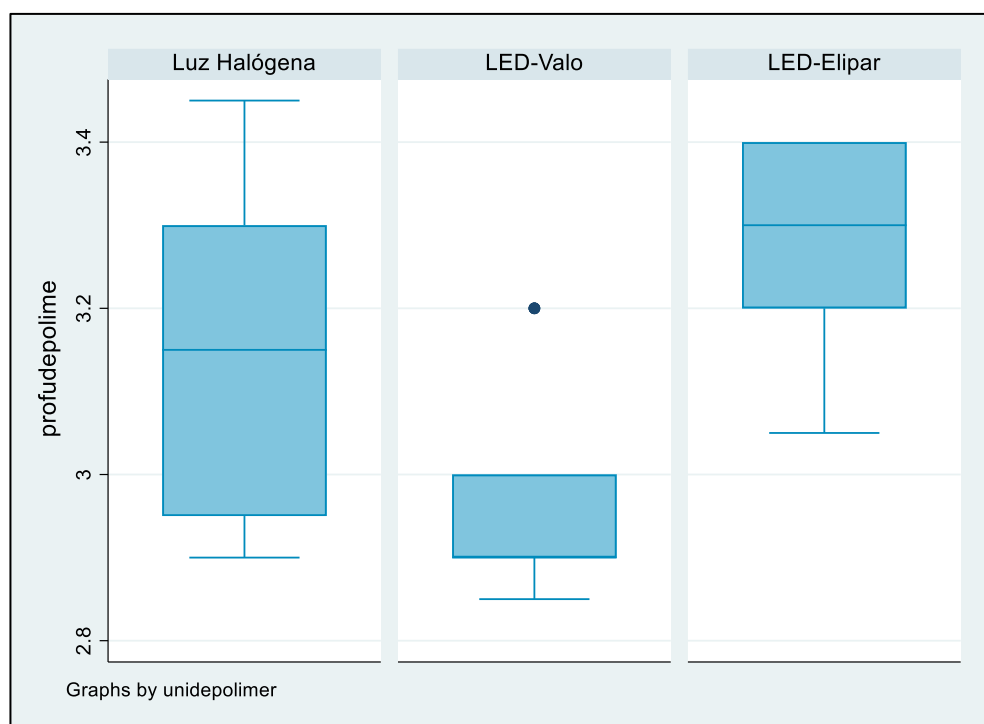 Luz Halógena
LED-Valo
LED-Elipar
profudepolime
3.4
3.2
3
2.8
Graphs by unidepolimer